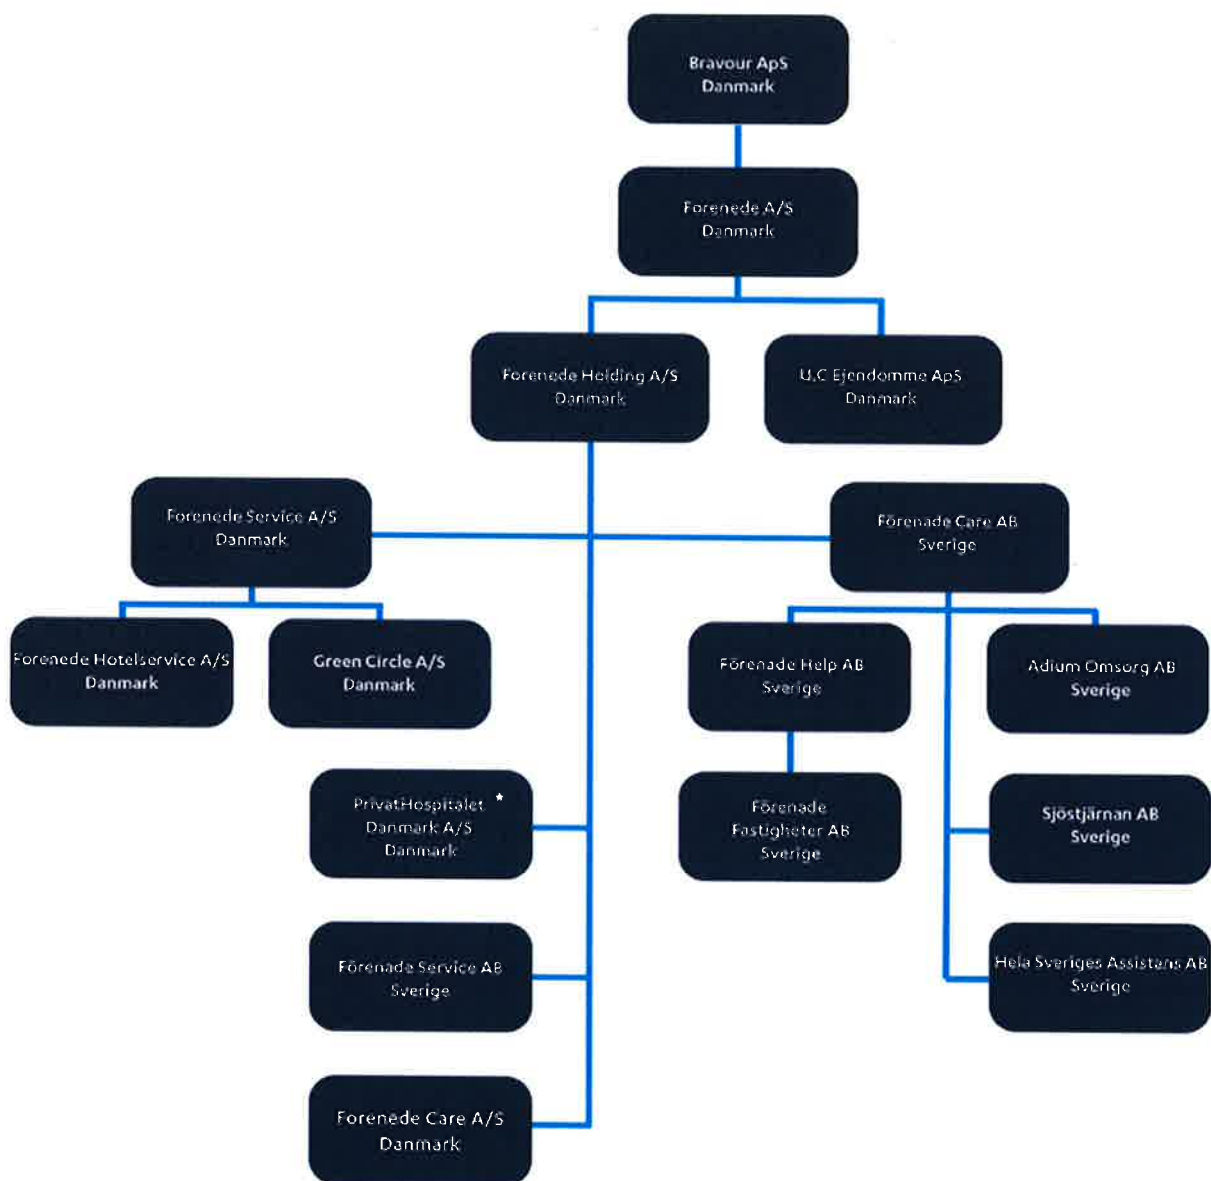 Bravour ApS
Danmark
Forenede A/S
Danmark
Forenede Holding A/S
Danmark
U.C Ejendomme ApS
Danmark
Forenede Service A/S
Danmark
Förenade Care AB
Sverige
Forenede Hotelservice A/S
Danmark
Green Circle A/S
Danmark
Förenade Help AB
Sverige
Adium Omsorg AB
Sverige
PrivatHospitalet *
Danmark A/S
Danmark
Förenade
Fastigheter AB
Sverige
Sjöstjärnan AB
Sverige
Förenade Service AB
Sverige
Hela Sveriges Assistans AB
Sverige
Forenede Care A/S
Danmark